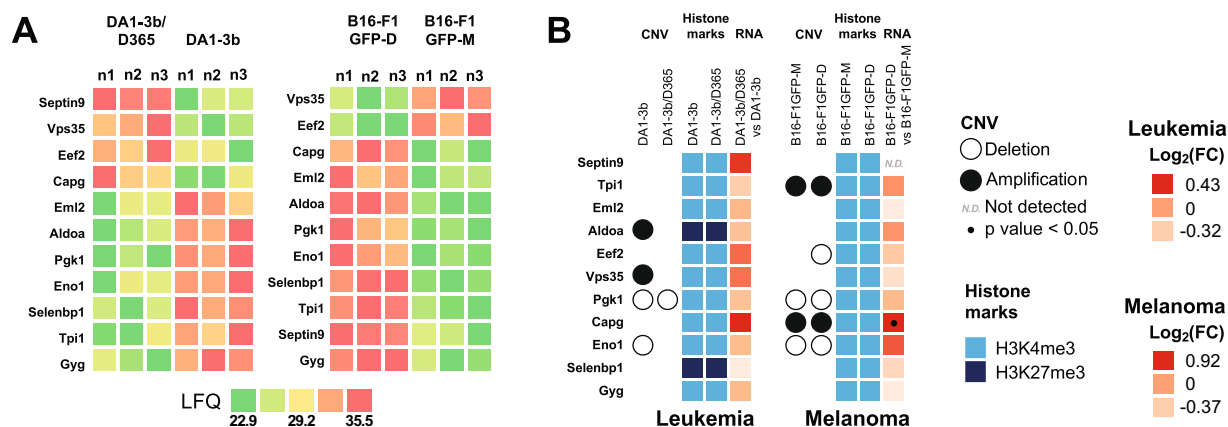 A
DA1-3b/
D365
DA1-3b
n1 n2 n3 n1 n2 n3
Septin9
Vps35
Eef2
Capg
Eml2
Aldoa
Pgk1
Eno1
Selenbp1
Tpi1
Gyg
B16-F1
GFP-D
B16-F1
GFP-M
n1 n2 n3 n1 n2 n3
Vps35
Eef2
Capg
Eml2
Aldoa
Pgk1
Eno1
Selenbp1
Tpi1
Septin9
Gyg
LFQ
22.9 29.2 35.5
B
CNV
Histone
marks
RNA
DA1-3b
DA1-3b/D365
DA1-3b
DA1-3b/D365
DA1-3b/D365
vs DA1-3b
CNV
Histone
marks
RNA
B16-F1GFP-M
B16-F1GFP-D
B16-F1GFP-M
B16-F1GFP-D
B16-F1GFP-D
vs B16-F1GFP-M
Septin9
Tpi1
Eml2
Aldoa
Eef2
Vps35
Pgk1
Capg
Eno1
Selenbp1
Gyg
N.D.
Leukemia
Melanoma
CNV
Deletion
Amplification
N.D. Not detected
p value < 0.05
Histone
marks
H3K4me3
H3K27me3
Leukemia
Log2(FC)
0.43
0
-0.32
Melanoma
Log2(FC)
0.92
0
-0.37